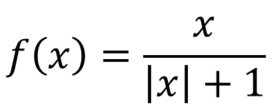 f(x) = x / (|x| + 1)